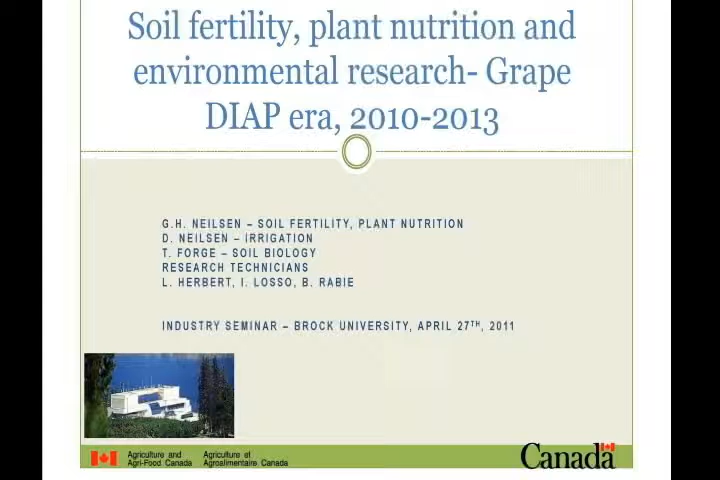 Soil fertility, plant nutrition and
environmental research- Grape
DIAP era, 2010-2013
G.H. NEILSEN – SOIL FERTILITY, PLANT NUTRITION
D. NEILSEN – IRRIGATION
T. FORGE – SOIL BIOLOGY
RESEARCH TECHNICIANS
L. HERBERT, I. LOSSO, B. RABIE
INDUSTRY SEMINAR – BROCK UNIVERSITY, APRIL 27TH, 2011
Agriculture and
Agri-Food Canada
Agriculture et
Agroalimentaire Canada
Canada